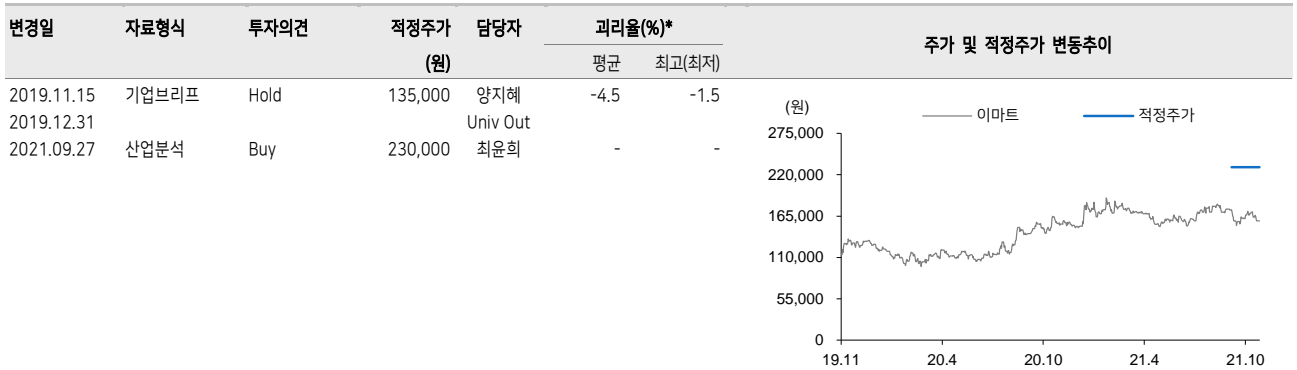 변경일 자료형식 투자의견 적정주가 담당자 괴리율(%)* 주가 및 적정주가 변동추이
(원) 평균 최고(최저)
2019.11.15 기업브리프 Hold 135,000 양지혜 -4.5 -1.5
2019.12.31 Univ Out
2021.09.27 산업분석 Buy 230,000 최윤희 - -
(원) 이마트 적정주가
275,000
220,000
165,000
110,000
55,000
0
19.11 20.4 20.10 21.4 21.10